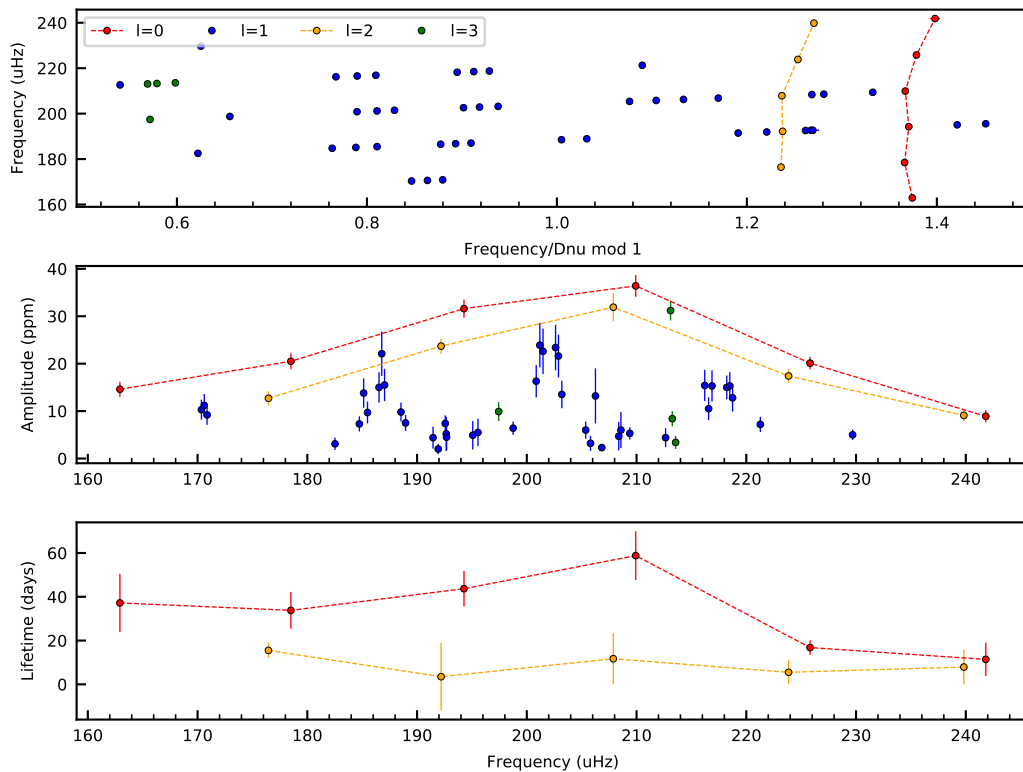 240
220
200
180
160
Frequency (uHz)
l=0 l=1 l=2 l=3
0.6 0.8 1.0 1.2 1.4
Frequency/Dnu mod 1
40
30
20
10
0
Amplitude (ppm)
160 170 180 190 200 210 220 230 240
60
40
20
0
Lifetime (days)
160 170 180 190 200 210 220 230 240
Frequency (uHz)